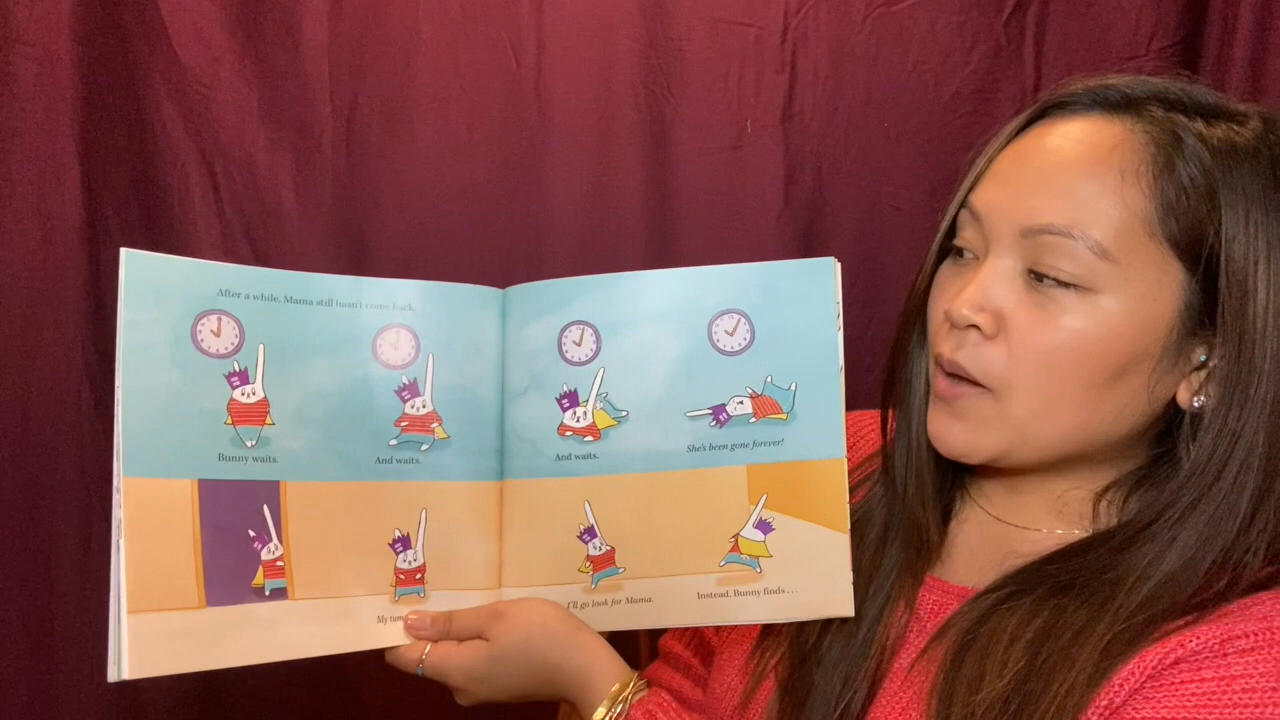 After a while, Mama still hasn't come back.
Bunny waits.
And waits.
And waits.
She's been gone forever!
My
I'll go look for Mama.
Instead, Bunny finds . . .